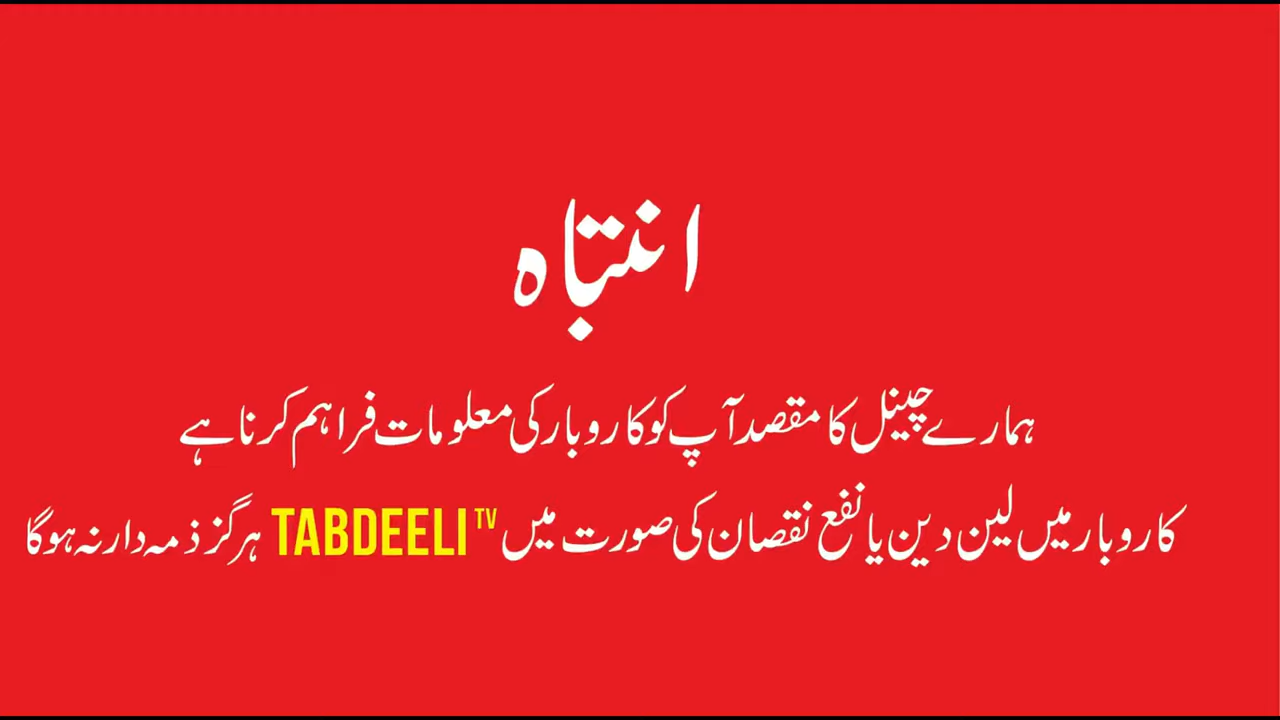 انتباہ
ہمارے چینل کا مقصد آپ کو کاروبار کی معلومات فراہم کرنا ہے
کاروبار میں لین دین یا نفع نقصان کی صورت میں TABDEELI TV ہرگز ذمہ دار نہ ہوگا